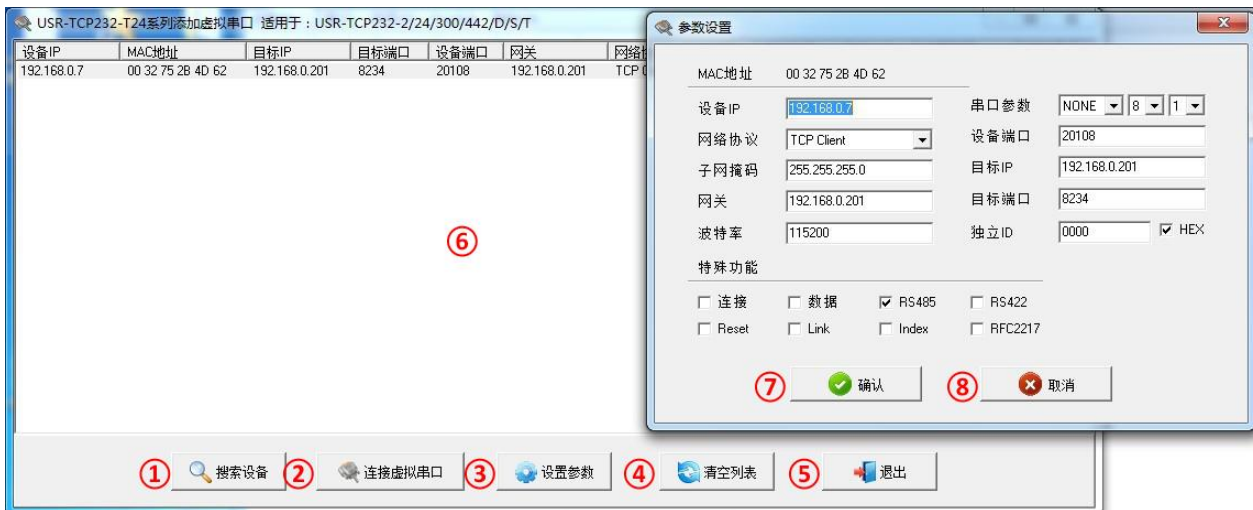 USR-TCP232-T24系列添加虚拟串口 适用于：USR-TCP232-2/24/300/442/D/S/T
设备IP MAC地址 目标IP 目标端口 设备端口 网关
192.168.0.7 00 32 75 2B 4D 62 192.168.0.201 8234 20108 192.168.0.201 TCP
⑥
① 搜索设备 ② 连接虚拟串口 ③ 设置参数 ④ 清空列表 ⑤ 退出
参数设置
MAC地址 00 32 75 2B 4D 62
设备IP 192.168.0.7 串口参数 NONE 8 1
网络协议 TCP Client 设备端口 20108
子网掩码 255.255.255.0 目标IP 192.168.0.201
网关 192.168.0.201 目标端口 8234
波特率 115200 独立ID 0000 HEX
特殊功能
连接 数据 RS485 RS422
Reset Link Index RFC2217
⑦ 确认 ⑧ 取消